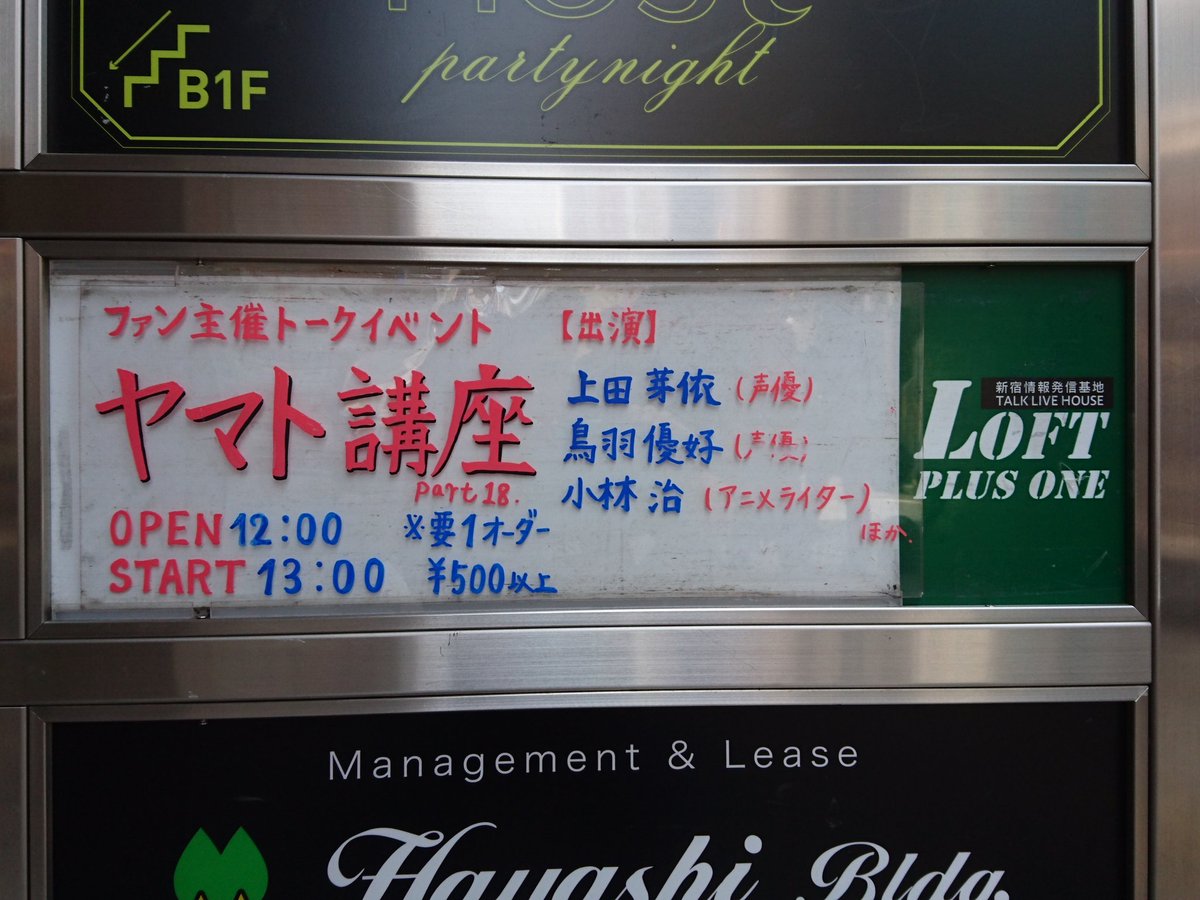 B1F
partynight
ファン主催トークイベント
ヤマト講座
Part 18.
OPEN 12:00
START 13:00
※要1オーダー
¥500以上
【出演】
上田芽依(声優)
鳥羽優好(声優)
小林治(アニメライター)
ほか.
新宿情報発信基地
TALK LIVE HOUSE
LOFT
PLUS ONE
Management & Lease
Hayashi Bldg.